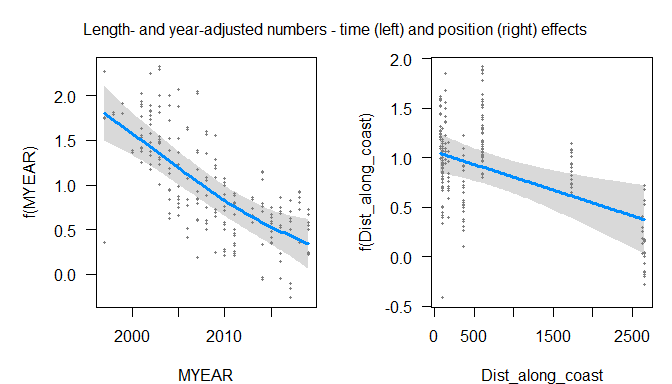 Length- and year-adjusted numbers - time (left) and position (right) effects
f(MYEAR)
2.0
1.5
1.0
0.5
0.0
2000 2010
MYEAR
f(Dist_along_coast)
2.0
1.5
1.0
0.5
-0.5
0 500 1500 2500
Dist_along_coast